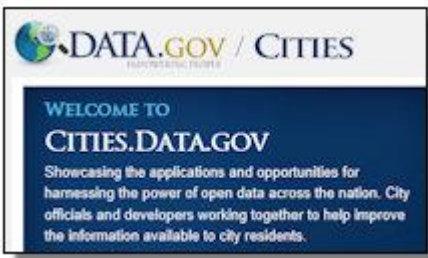 DATA.GOV / CITIES
EMPOWERING PEOPLE
WELCOME TO
CITIES.DATA.GOV
Showcasing the applications and opportunities for
harnessing the power of open data across the nation. City
officials and developers working together to help improve
the information available to city residents.